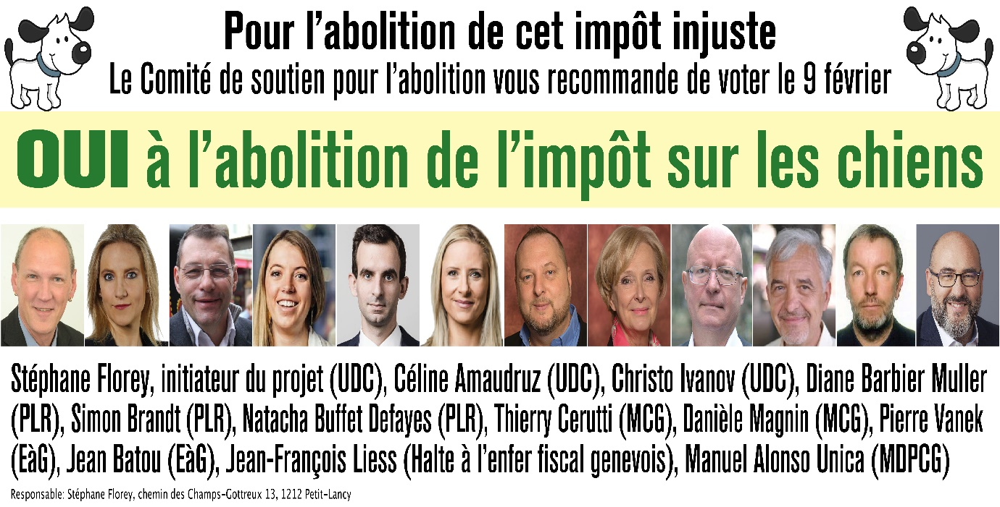 Pour l'abolition de cet impôt injuste
Le Comité de soutien pour l'abolition vous recommande de voter le 9 février
OUI à l'abolition de l'impôt sur les chiens
Stéphane Florey, initiateur du projet (UDC), Céline Amaudruz (UDC), Christo Ivanov (UDC), Diane Barbier Muller
(PLR), Simon Brandt (PLR), Natacha Buffet Defayes (PLR), Thierry Cerutti (MCG), Danièle Magnin (MCG), Pierre Vanek
(EàG), Jean Batou (EàG), Jean-François Liess (Halte à l'enfer fiscal genevois), Manuel Alonso Unica (MDPCG)
Responsable: Stéphane Florey, chemin des Champs-Gottreux 13, 1212 Petit-Lancy